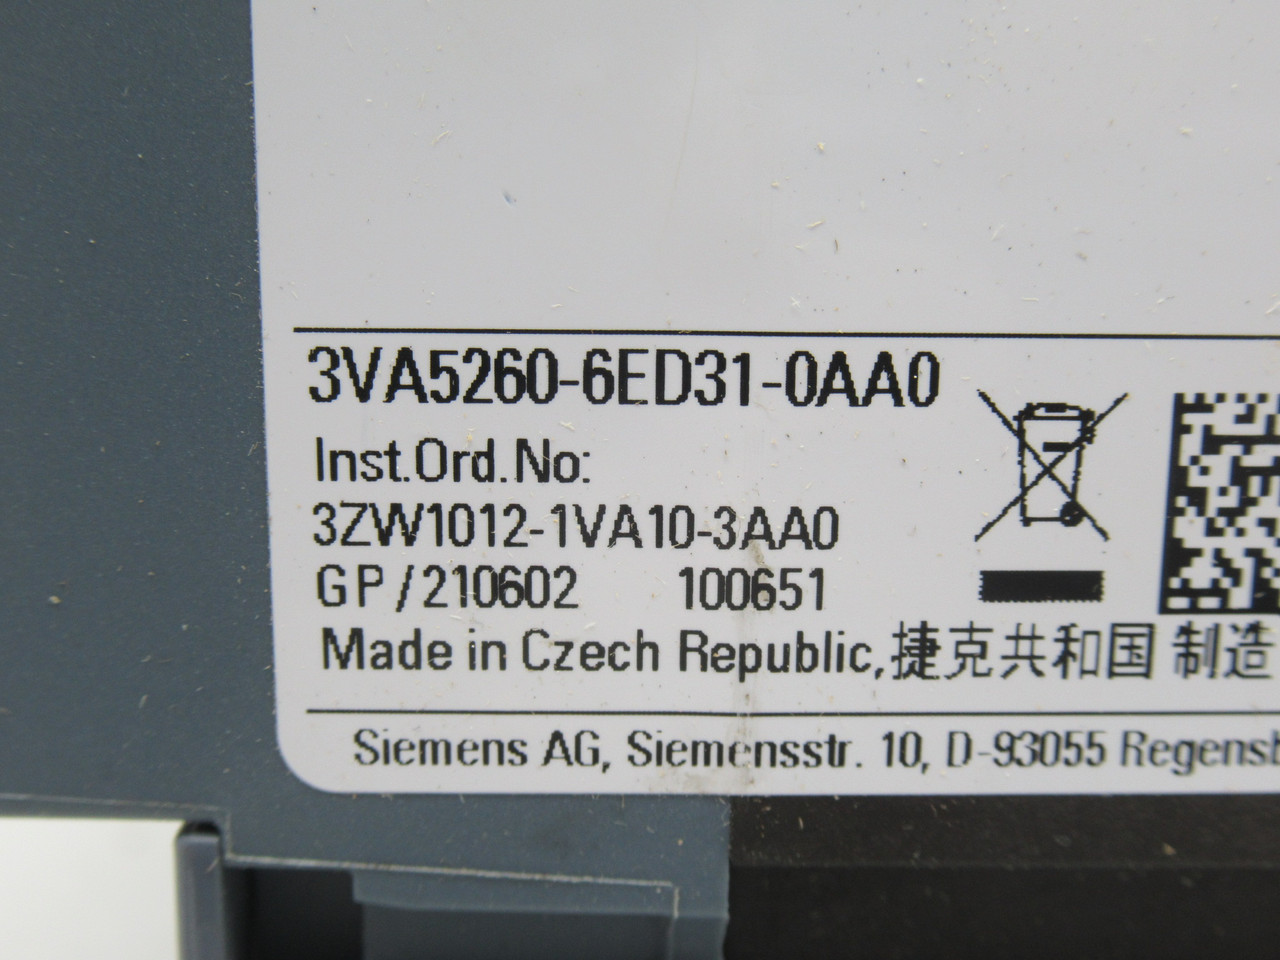 3VA5260-6ED31-0AA0
Inst.Ord.No:
3ZW1012-1VA10-3AA0
GP/210602 100651
Made in Czech Republic,捷克共和国 制造
Siemens AG, Siemensstr. 10, D-93055